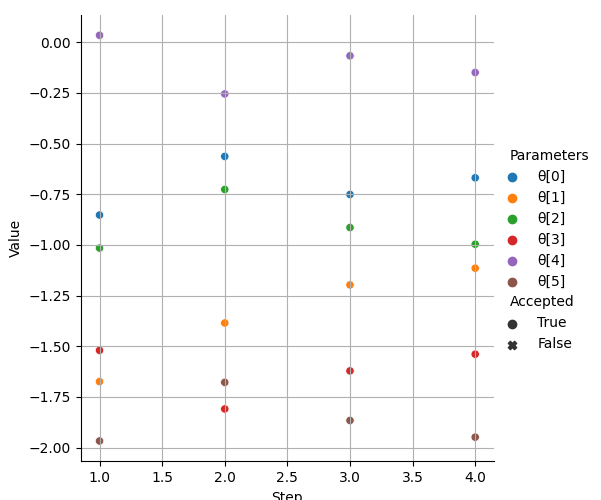 0.00
−0.25
−0.50
−0.75
−1.00
−1.25
−1.50
−1.75
−2.00
Value
1.0 1.5 2.0 2.5 3.0 3.5 4.0
Step
Parameters
θ[0]
θ[1]
θ[2]
θ[3]
θ[4]
θ[5]
Accepted
True
False